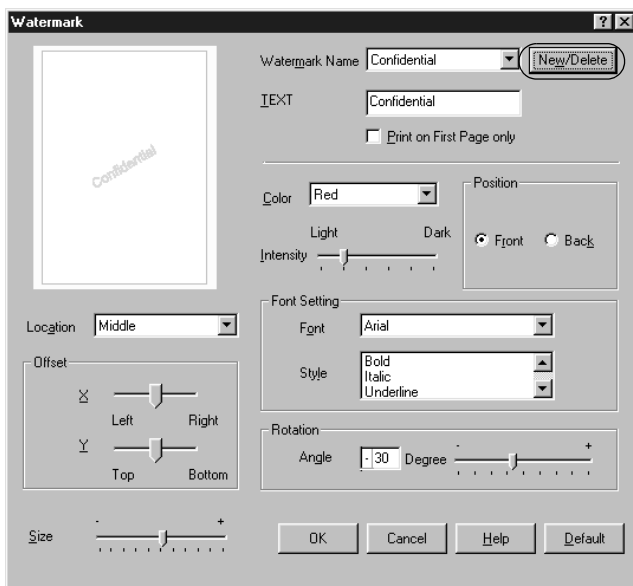 Watermark
Watermark Name Confidential New/Delete
TEXT Confidential
Print on First Page only
Confidential
Color Red
Light Dark
Intensity
Position
Front Back
Location Middle
Offset
X
Left Right
Y
Top Bottom
Font Setting
Font Arial
Style Bold
Italic
Underline
Rotation
Angle -30 Degree - +
Size - +
OK Cancel Help Default